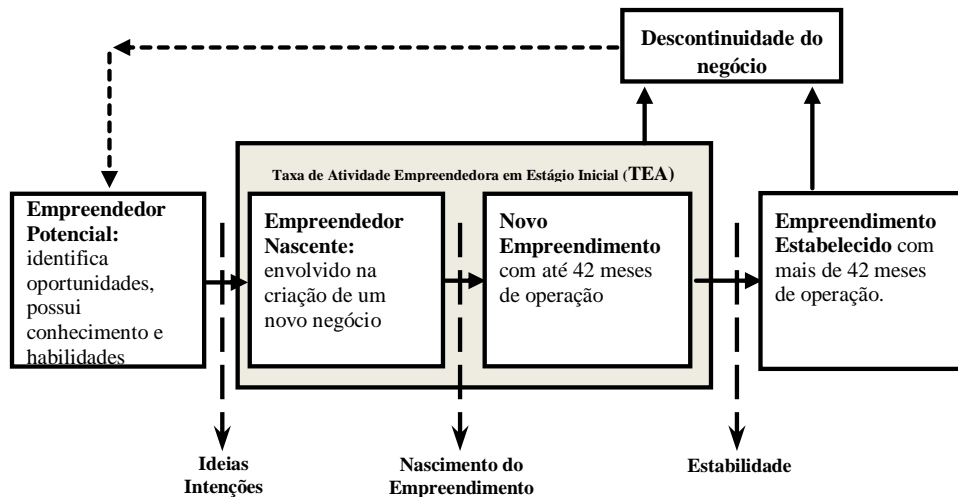 Descontinuidade do
negócio
Taxa de Atividade Empreendedora em Estágio Inicial (TEA)
Empreendedor
Potencial:
identifica
oportunidades,
possui
conhecimento e
habilidades
Empreendedor
Nascente:
envolvido na
criação de um
novo negócio
Novo
Empreendimento
com até 42 meses
de operação
Empreendimento
Estabelecido com
mais de 42 meses
de operação.
Ideias
Intenções
Nascimento do
Empreendimento
Estabilidade